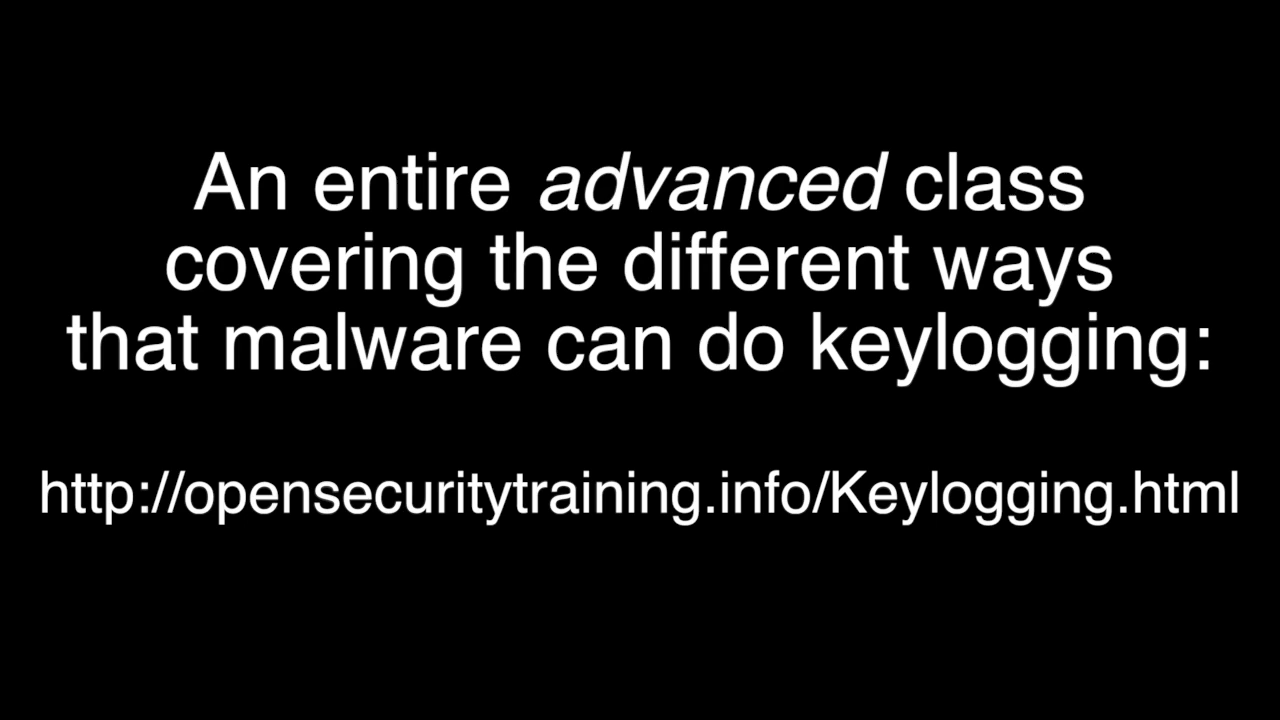 An entire advanced class
covering the different ways
that malware can do keylogging:
http://opensecuritytraining.info/Keylogging.html